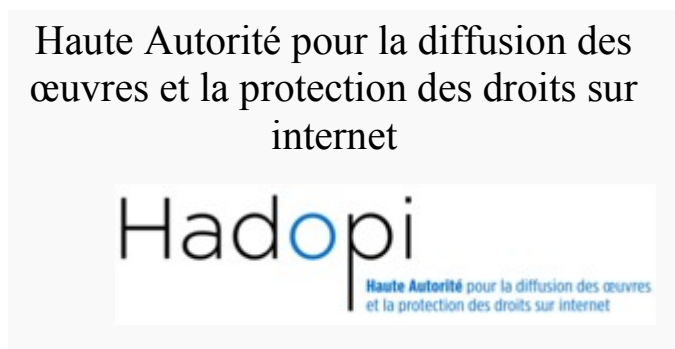 Haute Autorité pour la diffusion des
œuvres et la protection des droits sur
internet
Hadopi
Haute Autorité pour la diffusion des œuvres
et la protection des droits sur internet